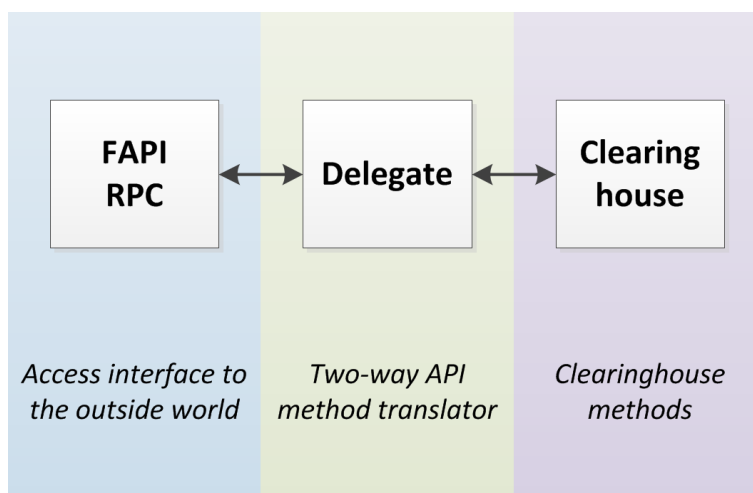 FAPI
RPC
Delegate
Clearing
house
Access interface to
the outside world
Two-way API
method translator
Clearinghouse
methods